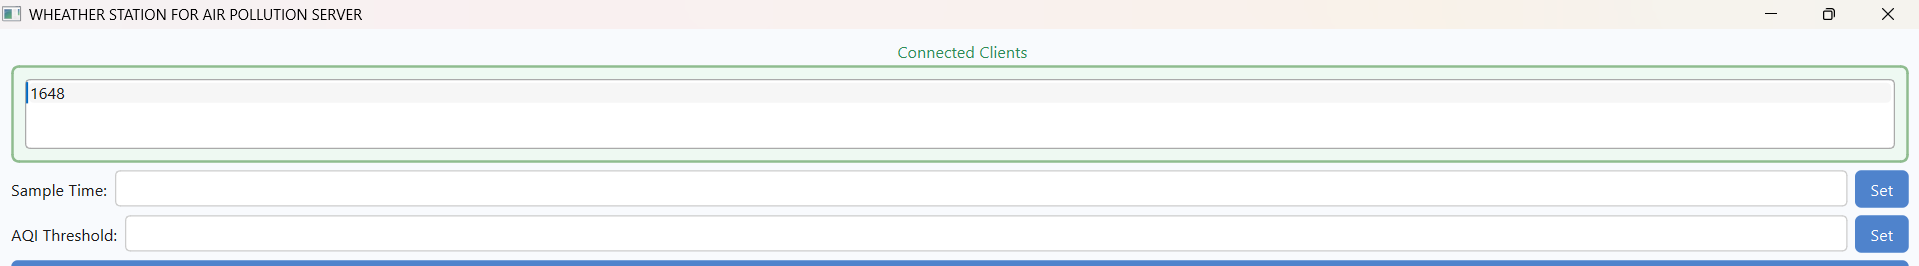 WHEATHER STATION FOR AIR POLLUTION SERVER
Connected Clients
1648
Sample Time:
Set
AQI Threshold:
Set